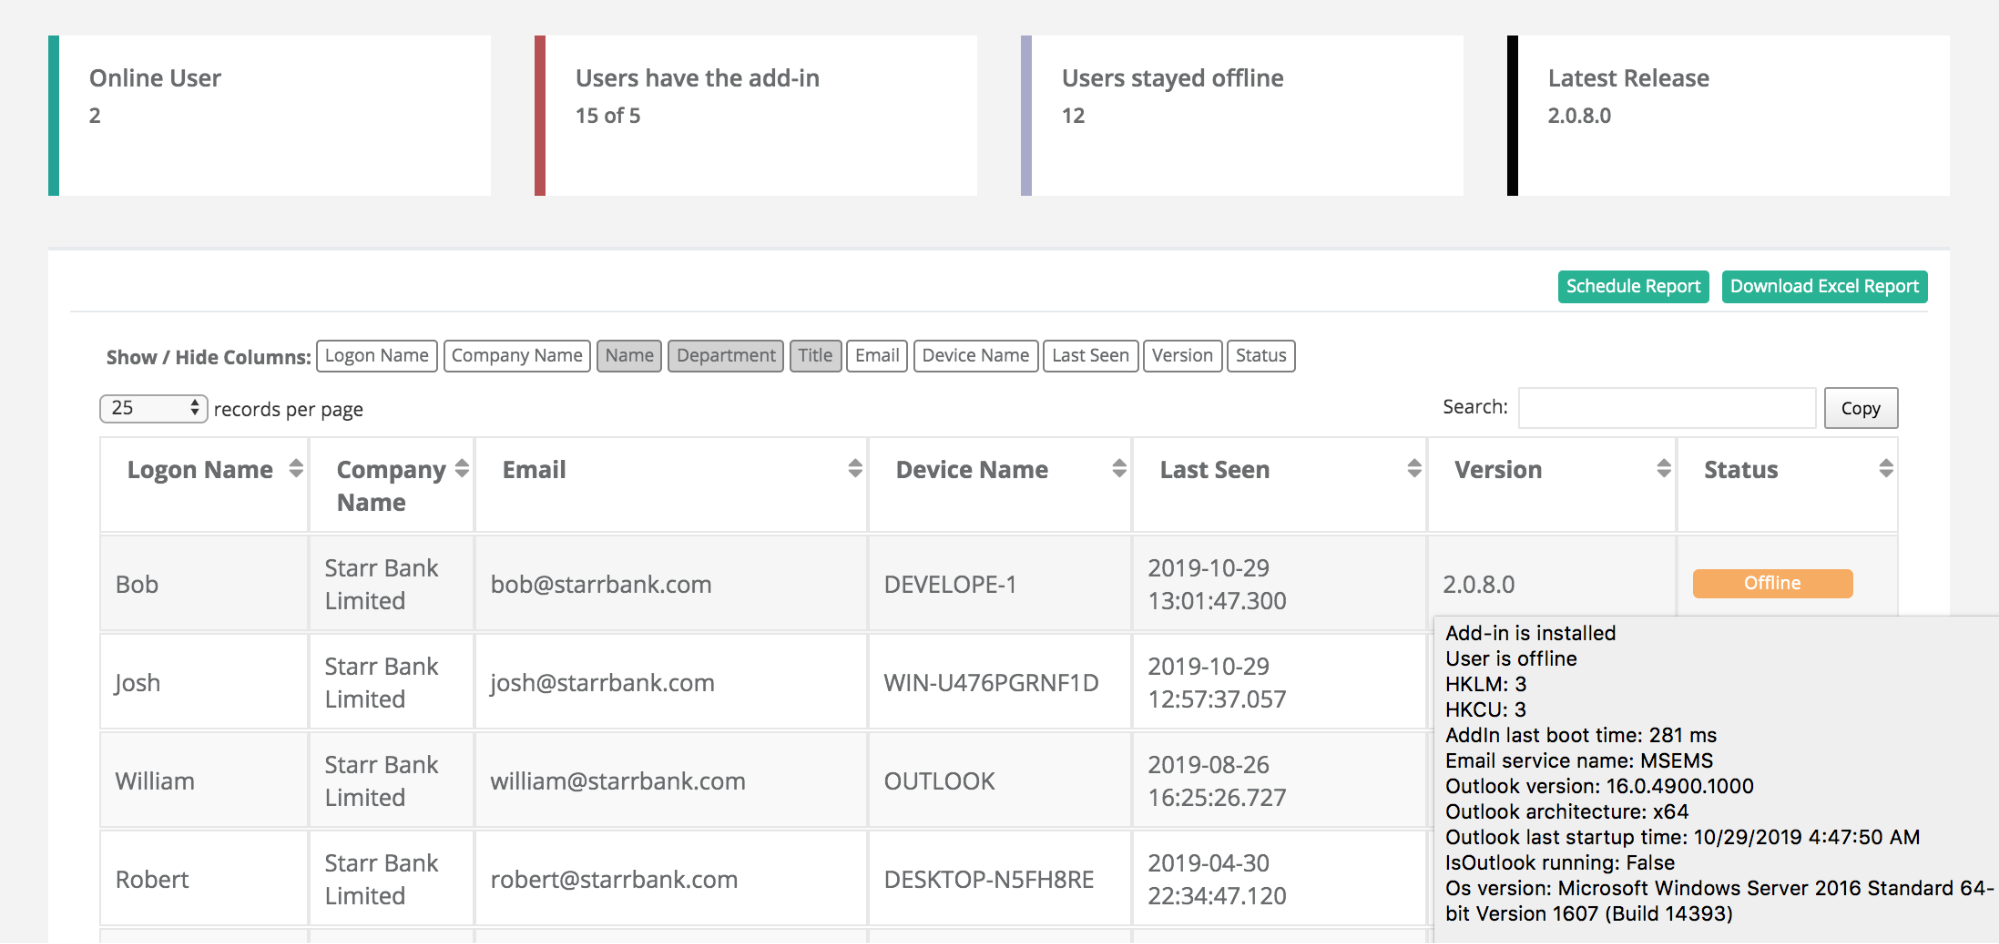 Online User
2
Users have the add-in
15 of 5
Users stayed offline
12
Latest Release
2.0.8.0
Schedule Report
Download Excel Report
Show / Hide Columns: Logon Name Company Name Name Department Title Email Device Name Last Seen Version Status
25 records per page
Search:
Copy
Logon Name
Company
Name
Email
Device Name
Last Seen
Version
Status
Bob
Starr Bank
Limited
bob@starrbank.com
DEVELOPE-1
2019-10-29
13:01:47.300
2.0.8.0
Offline
Josh
Starr Bank
Limited
josh@starrbank.com
WIN-U476PGRNF1D
2019-10-29
12:57:37.057
William
Starr Bank
Limited
william@starrbank.com
OUTLOOK
2019-08-26
16:25:26.727
Robert
Starr Bank
Limited
robert@starrbank.com
DESKTOP-N5FH8RE
2019-04-30
22:34:47.120
Add-in is installed
User is offline
HKLM: 3
HKCU: 3
AddIn last boot time: 281 ms
Email service name: MSEMS
Outlook version: 16.0.4900.1000
Outlook architecture: x64
Outlook last startup time: 10/29/2019 4:47:50 AM
IsOutlook running: False
Os version: Microsoft Windows Server 2016 Standard 64-
bit Version 1607 (Build 14393)